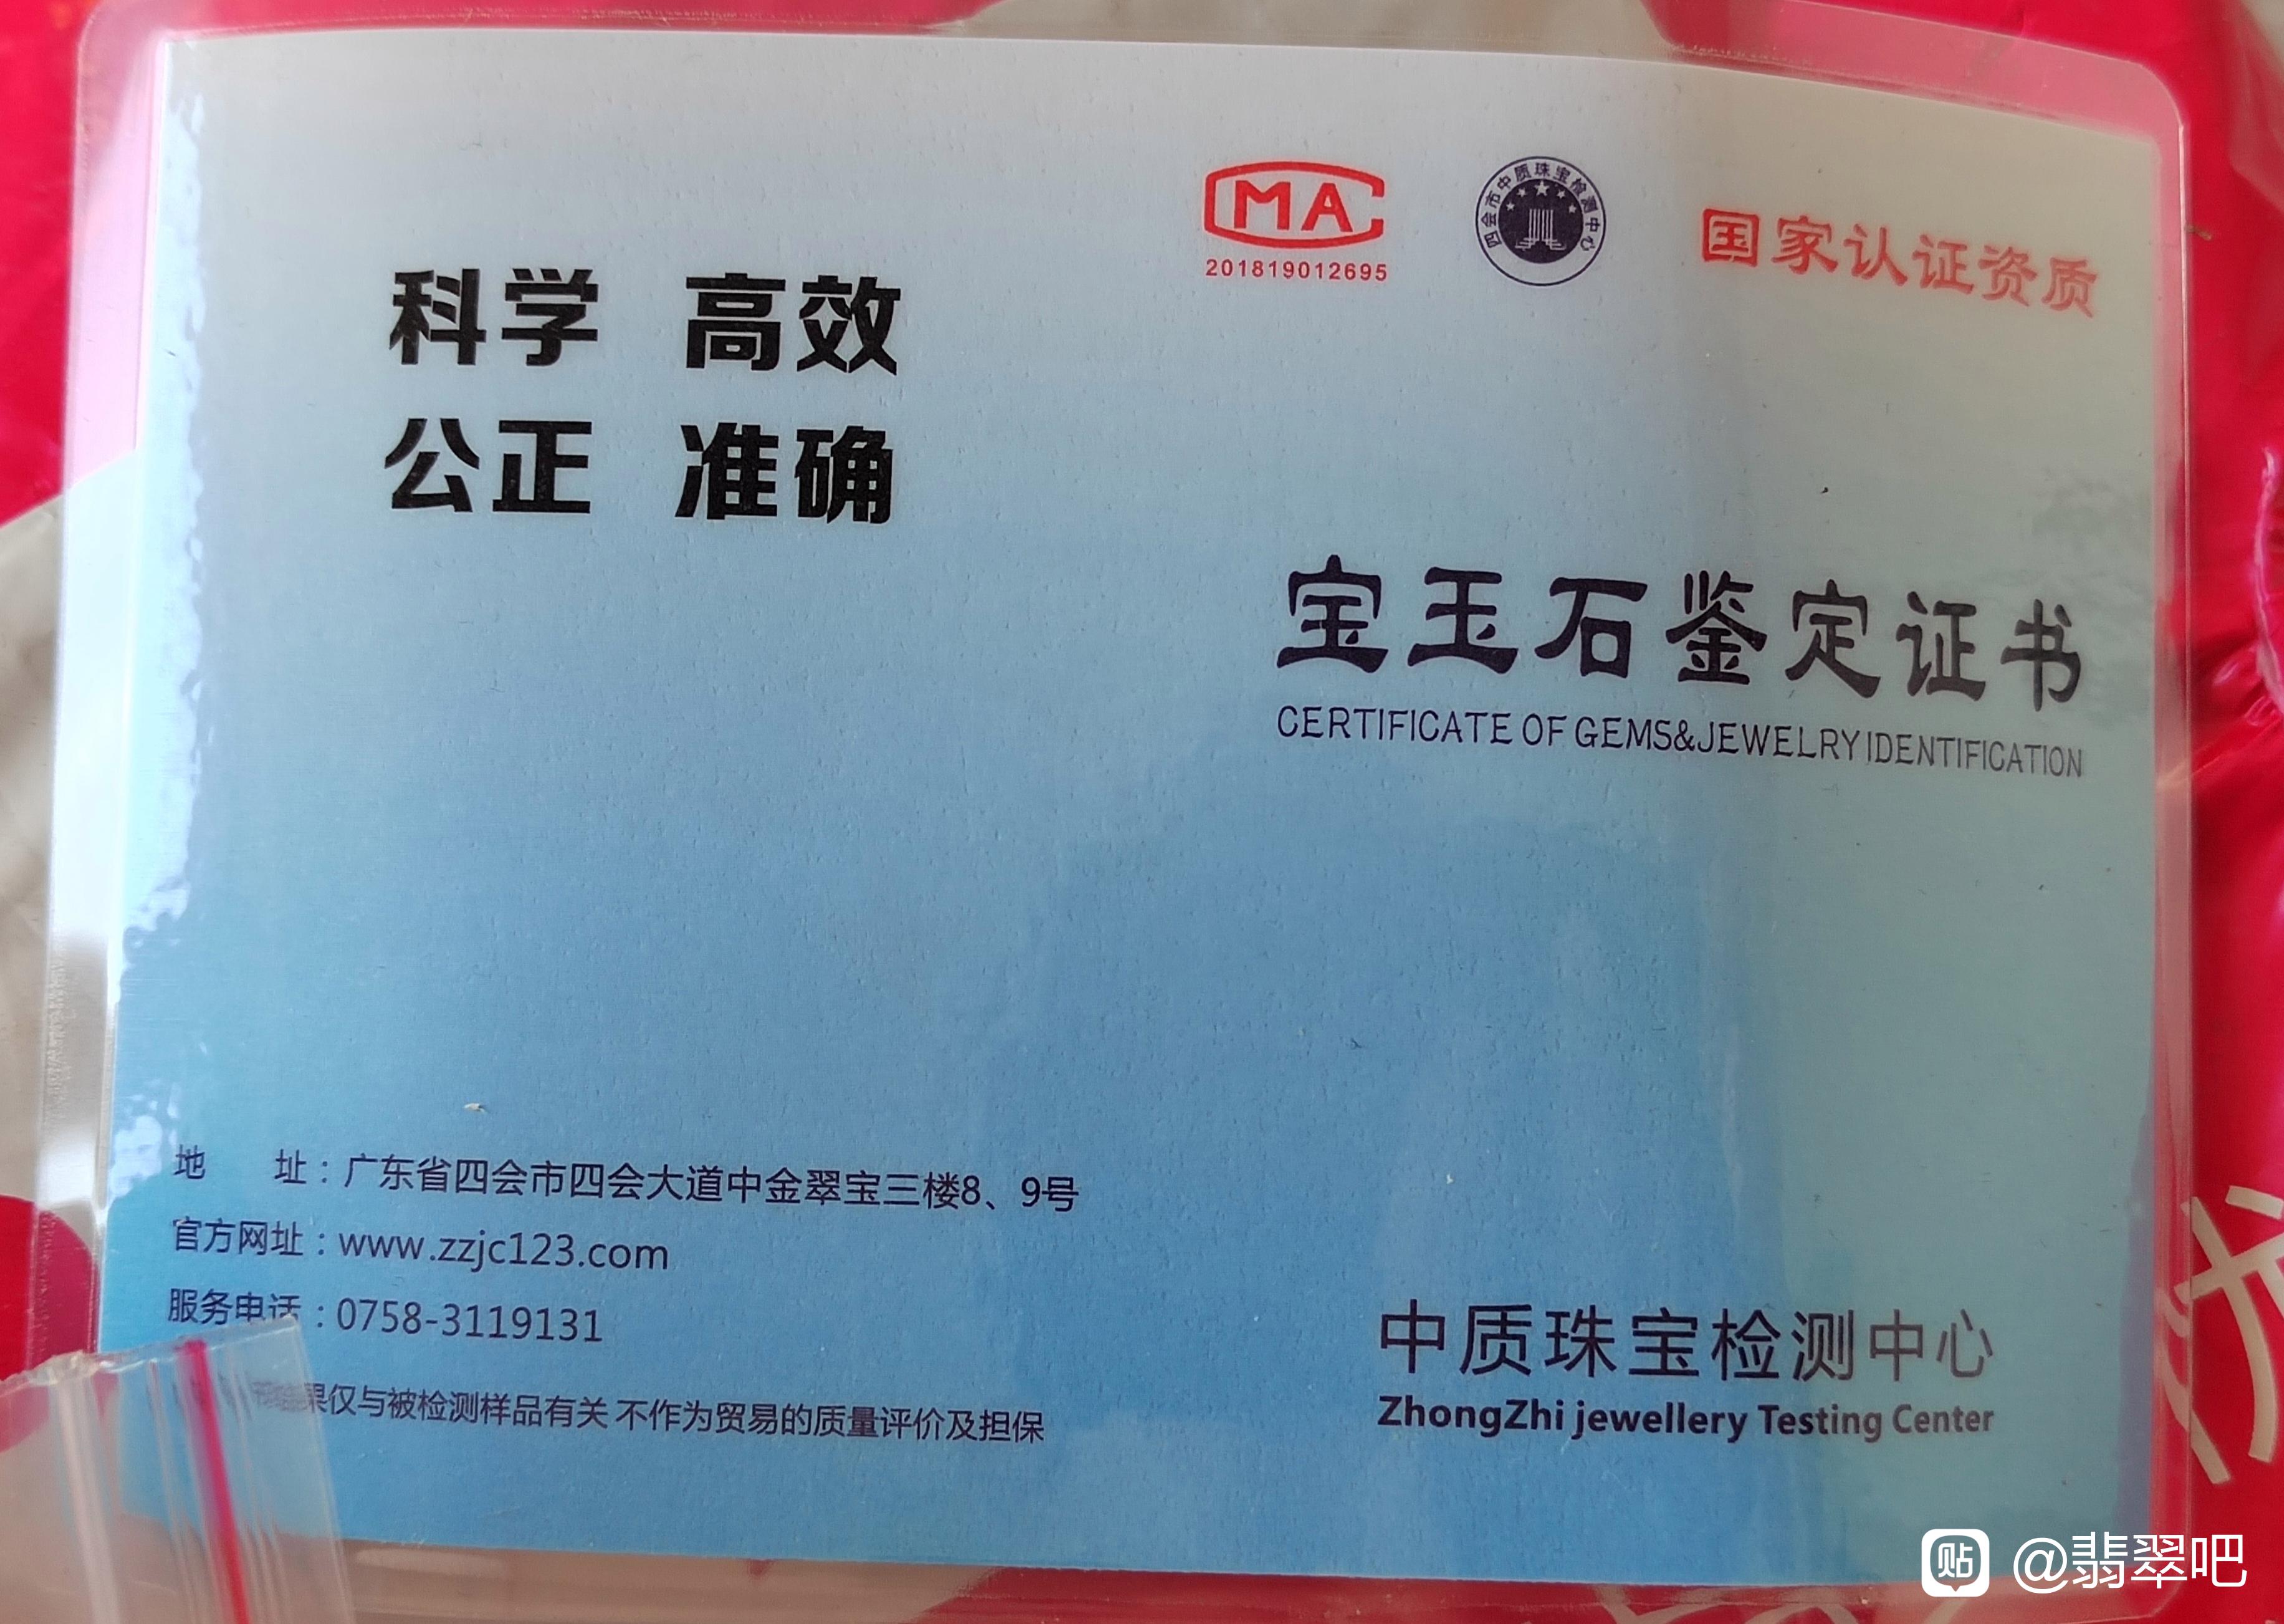 科学 高效
公正 准确
MA
201819012695
四会市中质珠宝检测中心
国家认证资质
宝玉石鉴定证书
CERTIFICATE OF GEMS&JEWELRY IDENTIFICATION
地 址：广东省四会市四会大道中金翠宝三楼8、9号
官方网址：www.zzjc123.com
服务电话：0758-3119131
果仅与被检测样品有关 不作为贸易的质量评价及担保
中质珠宝检测中心
ZhongZhi jewellery Testing Center
贴 @翡翠吧